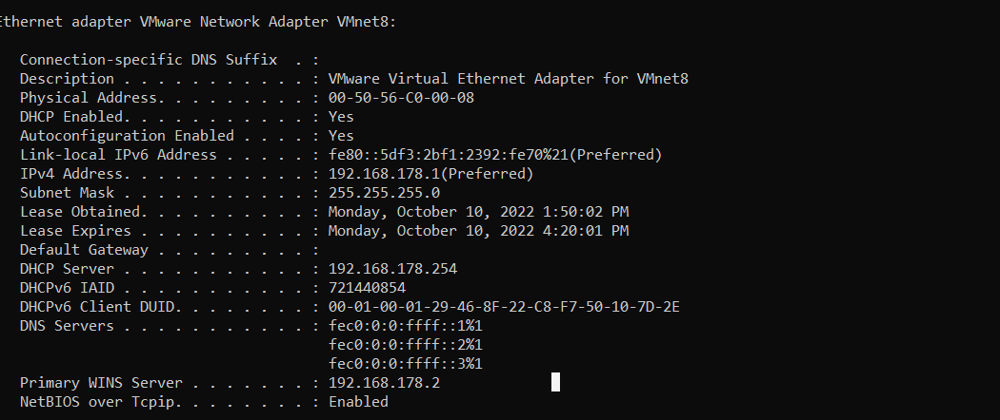 Ethernet adapter VMware Network Adapter VMnet8:
Connection-specific DNS Suffix . :
Description . . . . . . . . . . . : VMware Virtual Ethernet Adapter for VMnet8
Physical Address. . . . . . . . . : 00-50-56-C0-00-08
DHCP Enabled. . . . . . . . . . . : Yes
Autoconfiguration Enabled . . . . : Yes
Link-local IPv6 Address . . . . . : fe80::5df3:2bf1:2392:fe70%21(Preferred)
IPv4 Address. . . . . . . . . . . : 192.168.178.1(Preferred)
Subnet Mask . . . . . . . . . . . : 255.255.255.0
Lease Obtained. . . . . . . . . . : Monday, October 10, 2022 1:50:02 PM
Lease Expires . . . . . . . . . . : Monday, October 10, 2022 4:20:01 PM
Default Gateway . . . . . . . . . :
DHCP Server . . . . . . . . . . . : 192.168.178.254
DHCPv6 IAID . . . . . . . . . . . : 721440854
DHCPv6 Client DUID. . . . . . . . : 00-01-00-01-29-46-8F-22-C8-F7-50-10-7D-2E
DNS Servers . . . . . . . . . . . : fec0:0:0:ffff::1%1
fec0:0:0:ffff::2%1
fec0:0:0:ffff::3%1
Primary WINS Server . . . . . . . : 192.168.178.2
NetBIOS over Tcpip. . . . . . . . : Enabled